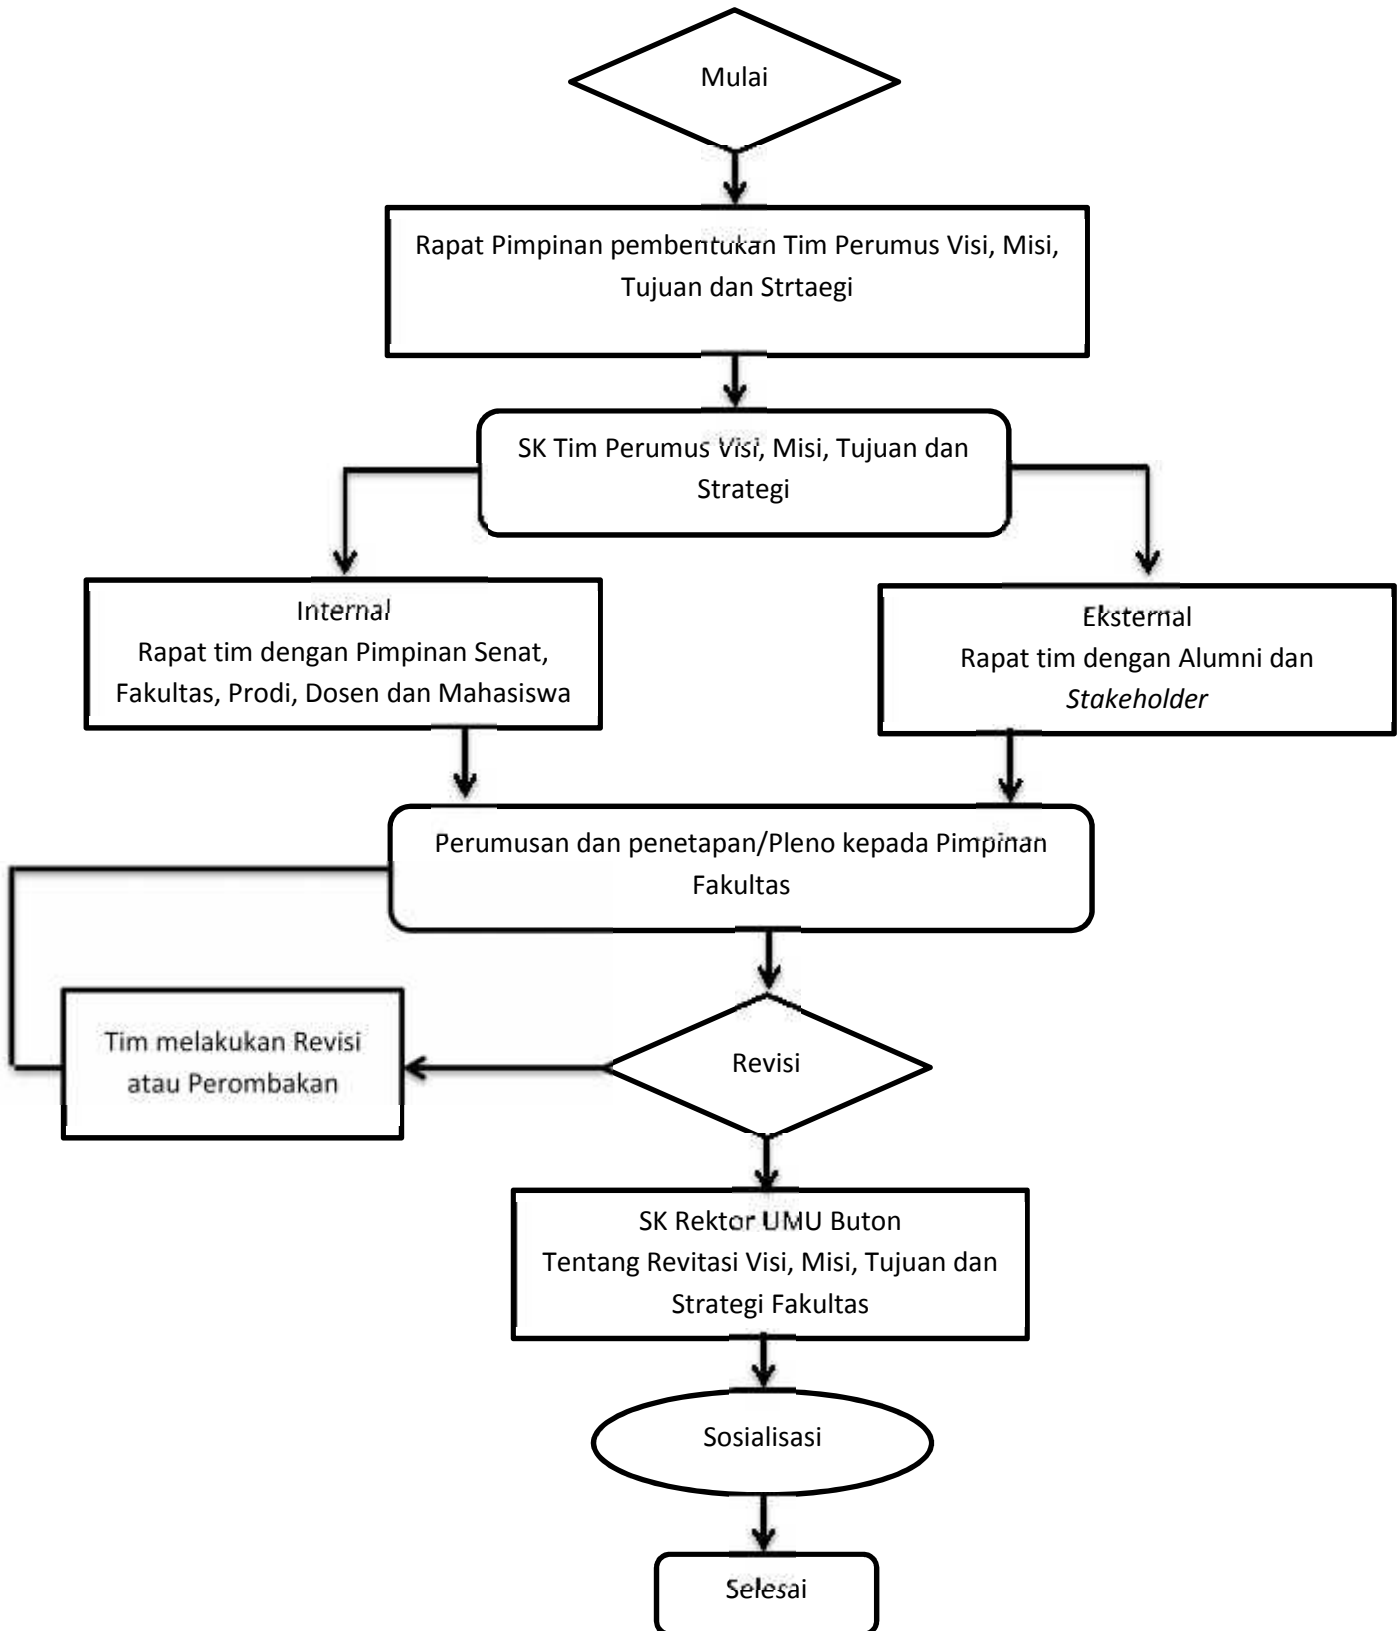 Mulai
Rapat Pimpinan pembentukan Tim Perumus Visi, Misi,
Tujuan dan Strtaegi
SK Tim Perumus Visi, Misi, Tujuan dan
Strategi
Internal
Rapat tim dengan Pimpinan Senat,
Fakultas, Prodi, Dosen dan Mahasiswa
Eksternal
Rapat tim dengan Alumni dan
Stakeholder
Perumusan dan penetapan/Pleno kepada Pimpinan
Fakultas
Tim melakukan Revisi
atau Perombakan
Revisi
SK Rektor UMU Buton
Tentang Revitasi Visi, Misi, Tujuan dan
Strategi Fakultas
Sosialisasi
Selesai